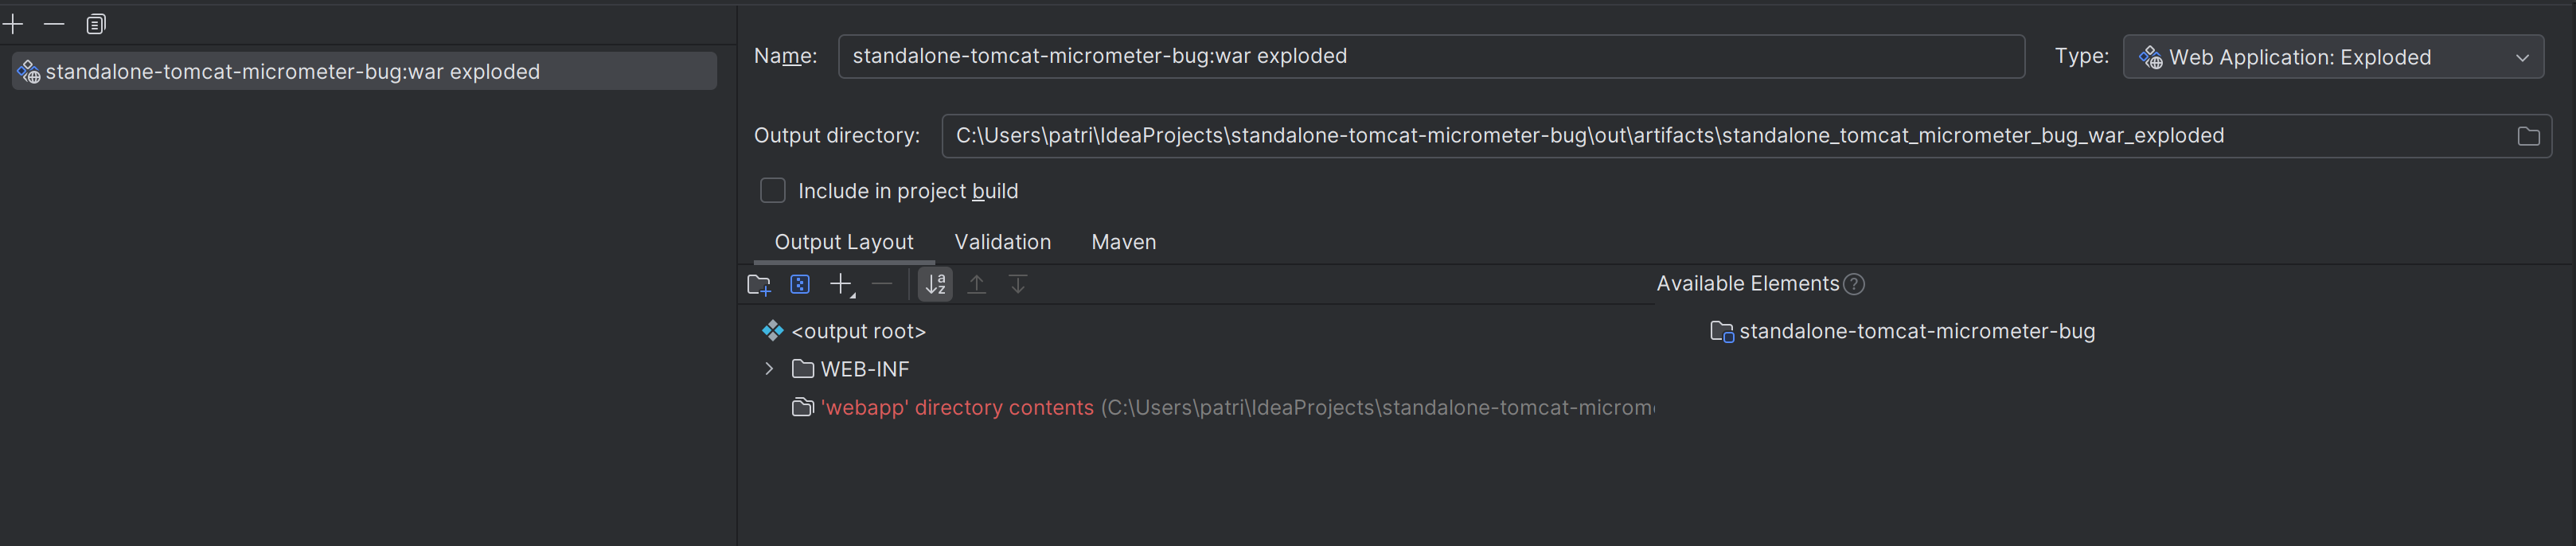 standalone-tomcat-micrometer-bug:war exploded
Name: standalone-tomcat-micrometer-bug:war exploded Type: Web Application: Exploded
Output directory: C:\Users\patri\IdeaProjects\standalone-tomcat-micrometer-bug\out\artifacts\standalone_tomcat_micrometer_bug_war_exploded
Include in project build
Output Layout Validation Maven
Available Elements ?
<output root>
WEB-INF
'webapp' directory contents (C:\Users\patri\IdeaProjects\standalone-tomcat-microm
standalone-tomcat-micrometer-bug